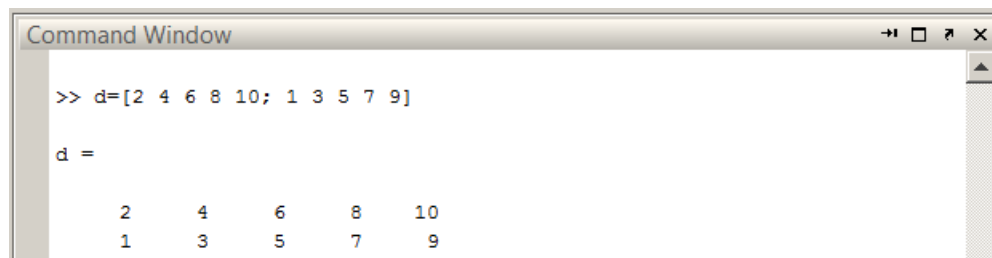 Command Window
>> d=[2 4 6 8 10; 1 3 5 7 9]
d =
2 4 6 8 10
1 3 5 7 9